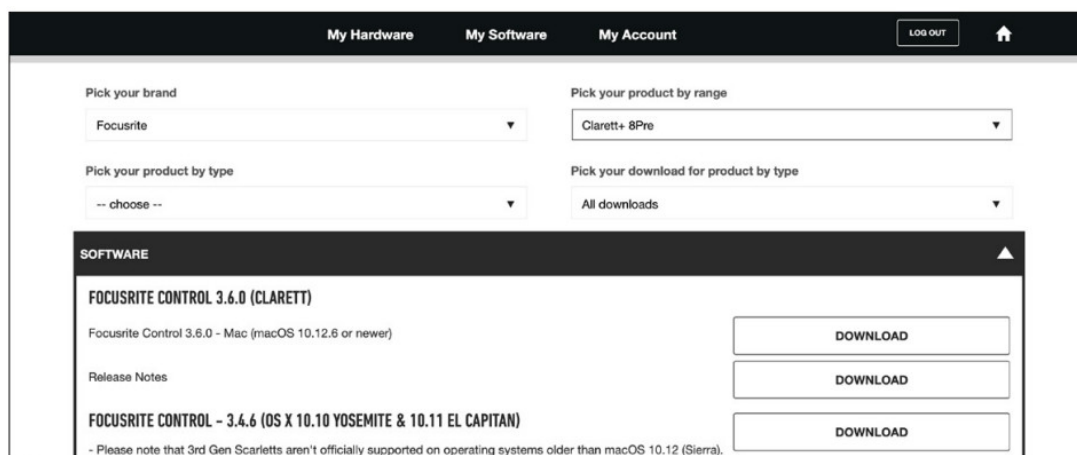 My Hardware My Software My Account LOG OUT
Pick your brand
Pick your product by range
Focusrite
Clarett+ 8Pre
Pick your product by type
Pick your download for product by type
-- choose --
All downloads
SOFTWARE
FOCUSRITE CONTROL 3.6.0 (CLARETT)
Focusrite Control 3.6.0 - Mac (macOS 10.12.6 or newer)
DOWNLOAD
Release Notes
DOWNLOAD
FOCUSRITE CONTROL - 3.4.6 (OS X 10.10 YOSEMITE & 10.11 EL CAPITAN)
DOWNLOAD
- Please note that 3rd Gen Scarletts aren't officially supported on operating systems older than macOS 10.12 (Sierra).